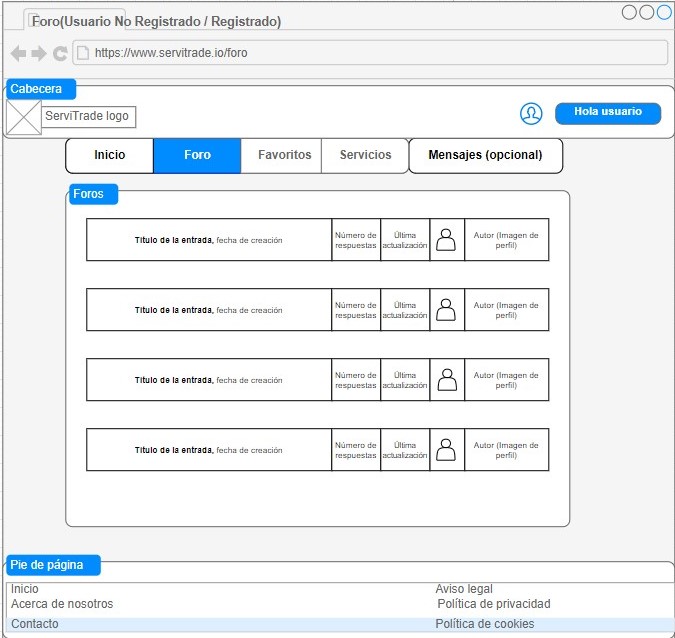 Foro(Usuario No Registrado / Registrado)
https://www.servitrade.io/foro
Cabecera
ServiTrade logo
Hola usuario
Inicio
Foro
Favoritos
Servicios
Mensajes (opcional)
Foros
Titulo de la entrada, fecha de creación
Número de
respuestas
Última
actualización
Autor (Imagen de
perfil)
Titulo de la entrada, fecha de creación
Número de
respuestas
Última
actualización
Autor (Imagen de
perfil)
Titulo de la entrada, fecha de creación
Número de
respuestas
Última
actualización
Autor (Imagen de
perfil)
Titulo de la entrada, fecha de creación
Número de
respuestas
Última
actualización
Autor (Imagen de
perfil)
Pie de página
Inicio
Aviso legal
Acerca de nosotros
Política de privacidad
Contacto
Política de cookies